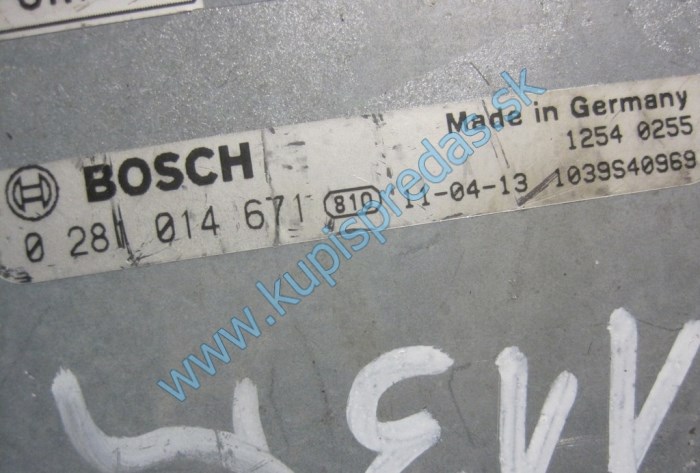 Made in Germany
BOSCH
1254 0255
0 281 014 671 810 11-04-13 1039S40969
www.kupispredas.sk